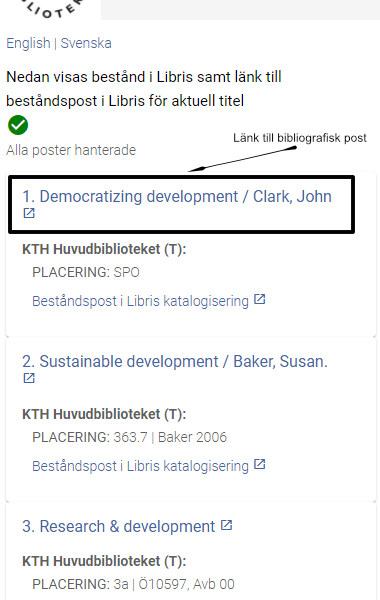 BLIOTEK
English | Svenska
Nedan visas bestånd i Libris samt länk till
beståndspost i Libris för aktuell titel
Alla poster hanterade
Länk till bibliografisk post
1. Democratizing development / Clark, John
KTH Huvudbiblioteket (T):
PLACERING: SPO
Beståndspost i Libris katalogisering
2. Sustainable development / Baker, Susan.
KTH Huvudbiblioteket (T):
PLACERING: 363.7 | Baker 2006
Beståndspost i Libris katalogisering
3. Research & development
KTH Huvudbiblioteket (T):
PLACERING: 3a | Ö10597, Avb 00